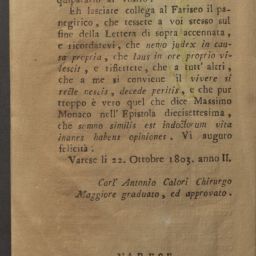 Eh lasciate collega al Fariseo il pa-
negirico, che tessete a voi stesso sul
fine della Lettera di sopra accennata,
e ricordatevi, che nemo judex in cau-
sa propria, che laus in ore proprio vi-
lescit, e riflettete, che a tutt' altri,
che a me si conviene il vivere si
relle nescis, decede peritis, e che pur
troppo è vero quel che dice Massimo
Monaco nell' Epistola diecisettesima,
che somno similis est indoctorum vita
inanes habens opiniones. Vi auguro
felicità:
Varese li 22. Ottobre 1803. anno II.
Carl' Antonio Calori Chirurgo
Maggiore graduato, ed approvato.
VARESE